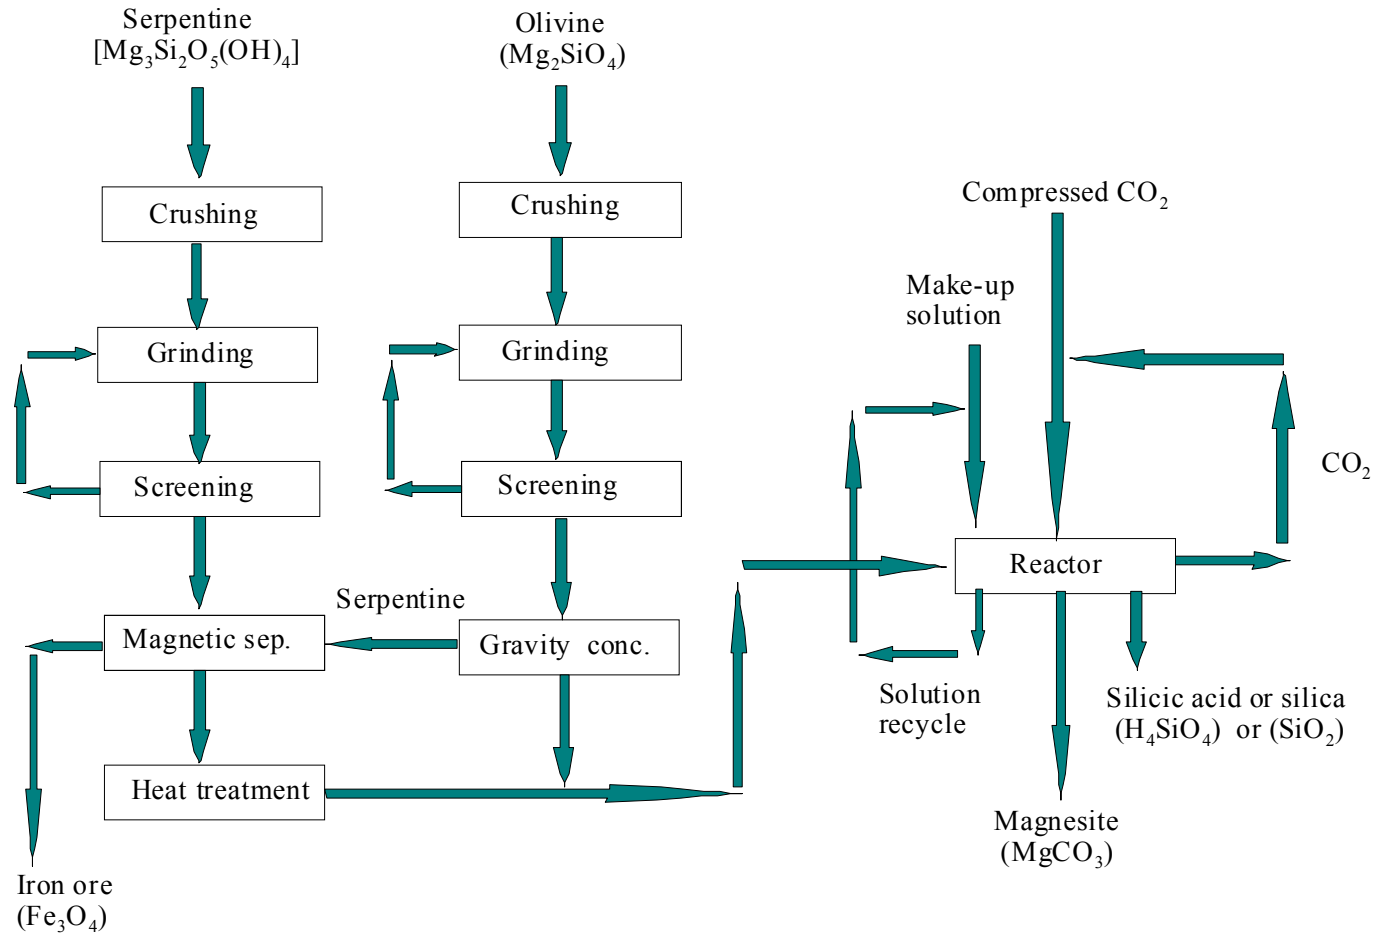 Serpentine
[Mg₃Si₂O₅(OH)₄]
Olivine
(Mg₂SiO₄)
Crushing
Crushing
Compressed CO₂
Make-up
solution
Grinding
Grinding
Screening
Screening
CO₂
Reactor
Serpentine
Magnetic sep.
Gravity conc.
Solution
recycle
Silicic acid or silica
(H₄SiO₄) or (SiO₂)
Heat treatment
Magnesite
(MgCO₃)
Iron ore
(Fe₃O₄)